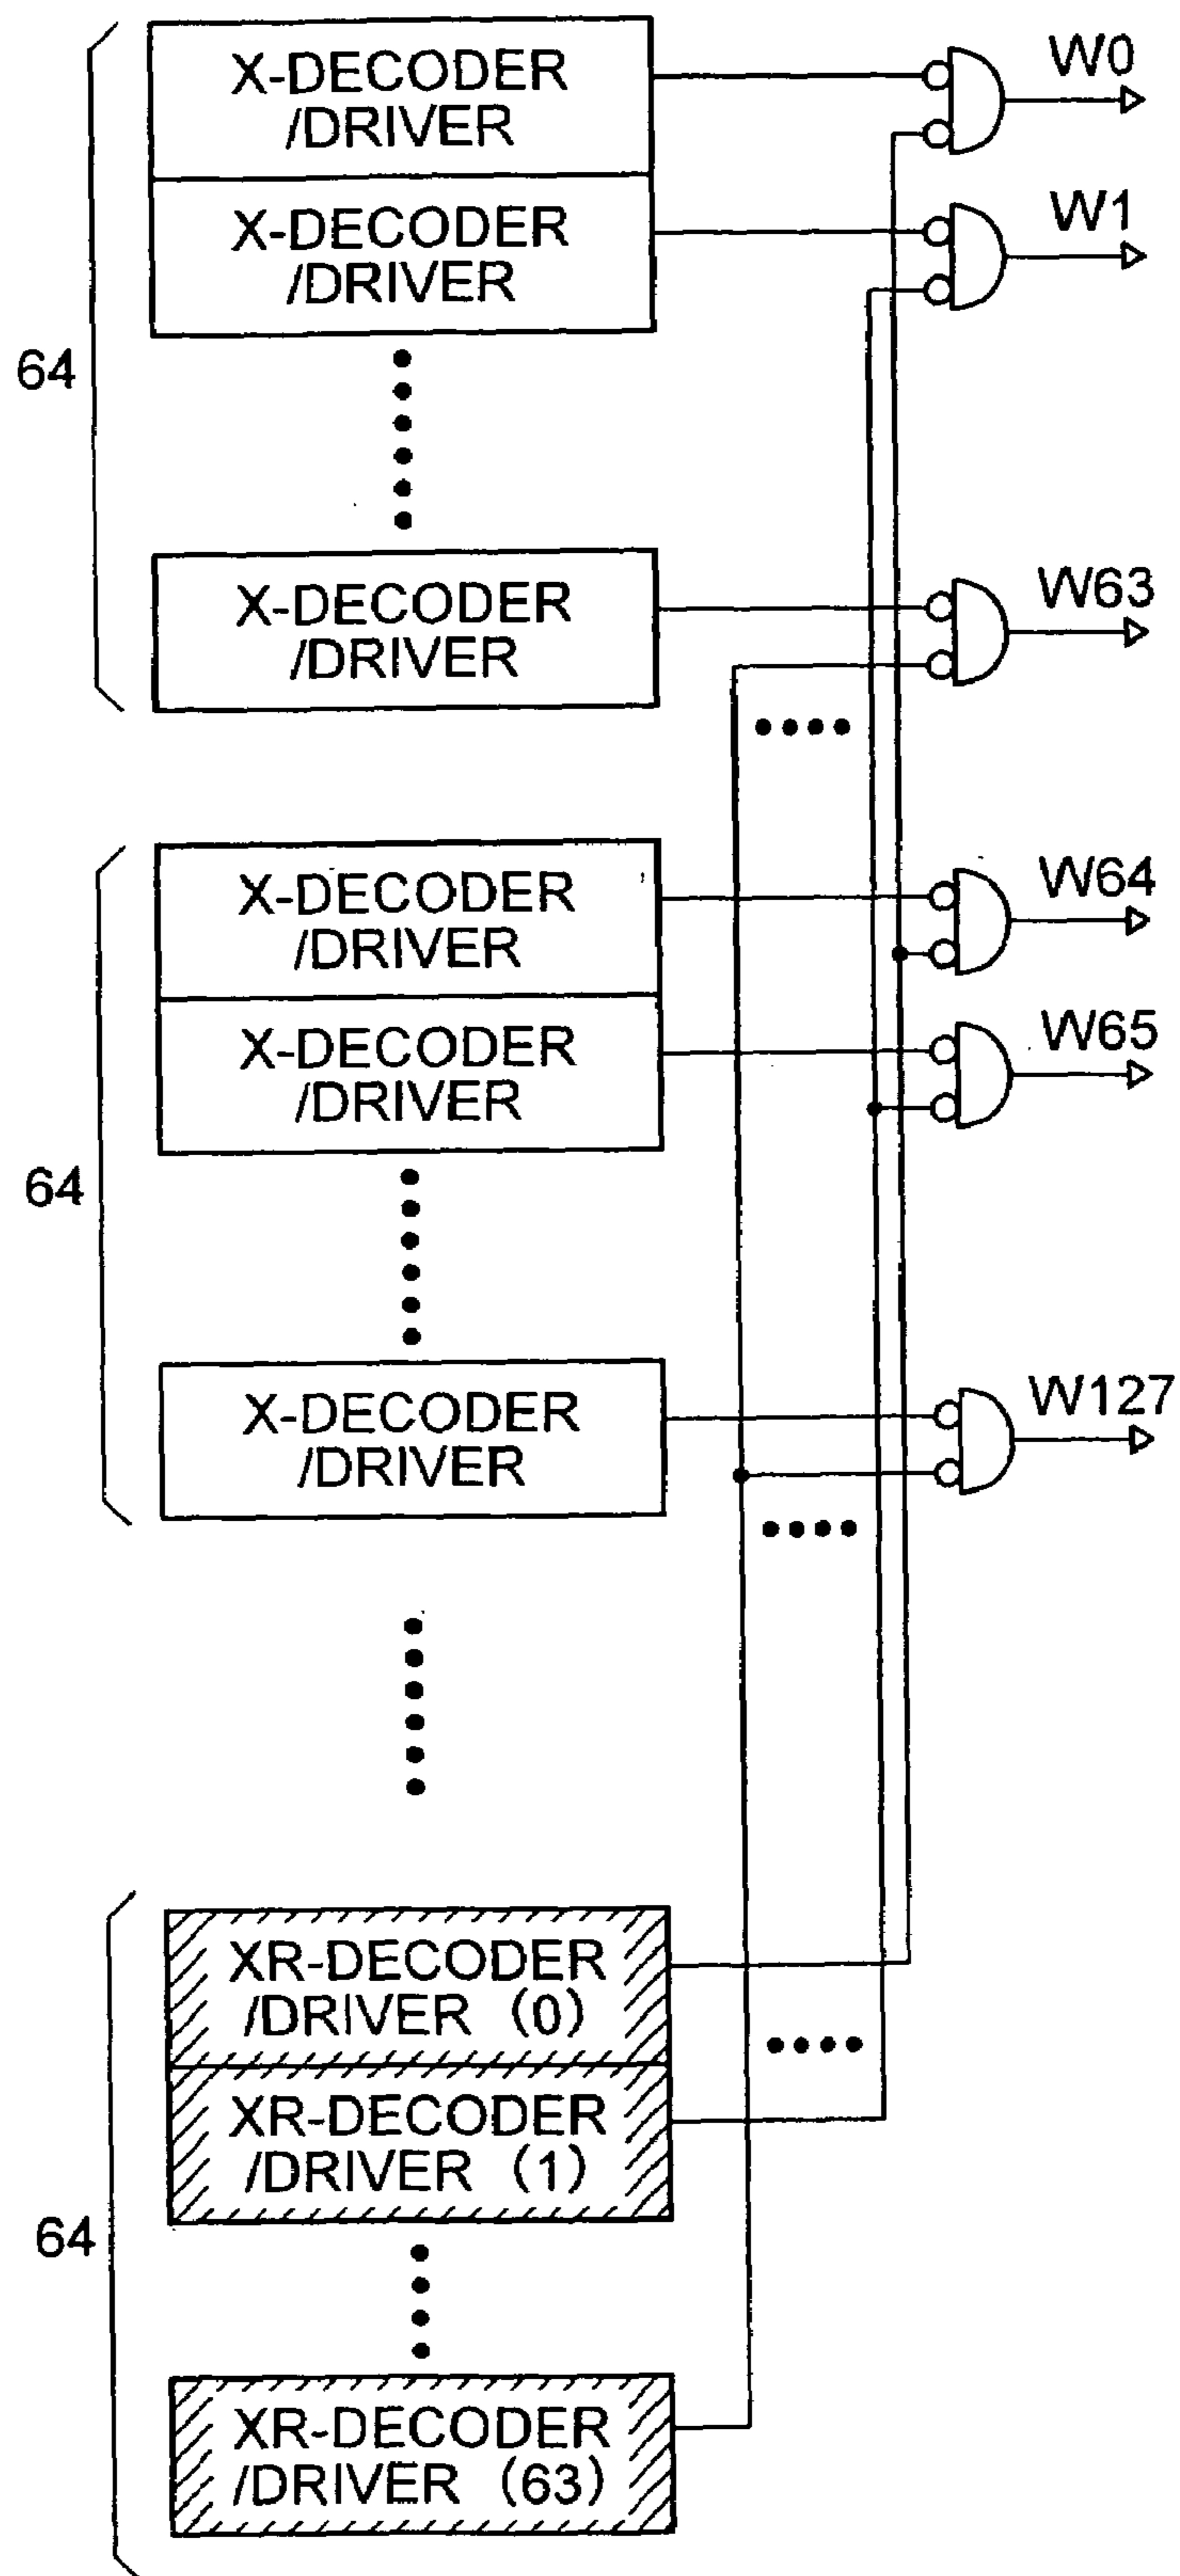 X-DECODER
/DRIVER
W0
X-DECODER
/DRIVER
W1
64
X-DECODER
/DRIVER
W63
X-DECODER
/DRIVER
W64
X-DECODER
/DRIVER
W65
64
X-DECODER
/DRIVER
W127
XR-DECODER
/DRIVER (0)
XR-DECODER
/DRIVER (1)
64
XR-DECODER
/DRIVER (63)